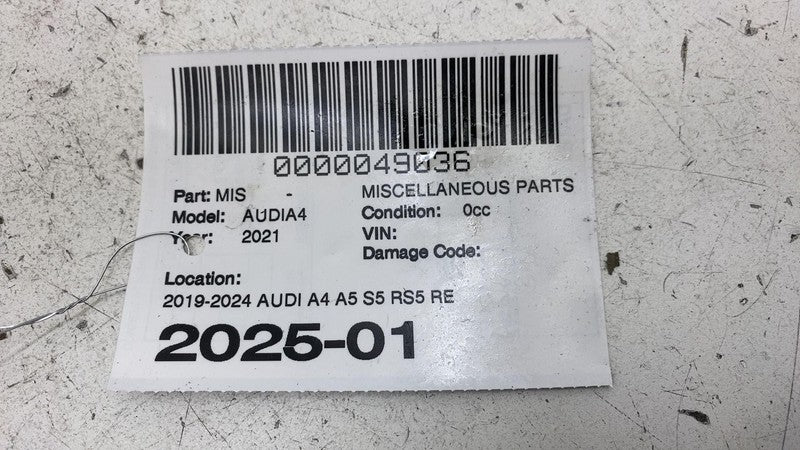 0000049036
Part: MIS - MISCELLANEOUS PARTS
Model: AUDIA4 Condition: 0cc
Year: 2021 VIN:
Damage Code:
Location:
2019-2024 AUDI A4 A5 S5 RS5 RE
2025-01